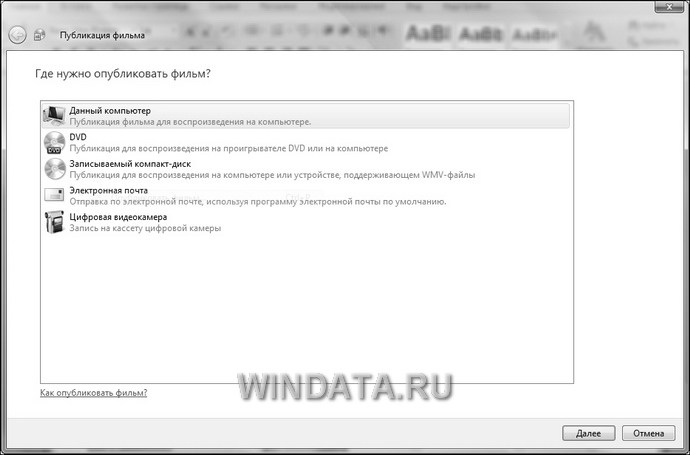 AaBl
AaBb
AaBb
Публикация фильма
Где нужно опубликовать фильм?
Данный компьютер
Публикация фильма для воспроизведения на компьютере.
DVD
Публикация для воспроизведения на проигрывателе DVD или на компьютере
Записываемый компакт-диск
Публикация для воспроизведения на компьютере или устройстве, поддерживающем WMV-файлы
Электронная почта
Отправка по электронной почте, используя программу электронной почты по умолчанию.
Цифровая видеокамера
Запись на кассету цифровой камеры
WINDATA.RU
Как опубликовать фильм?
Далее
Отмена